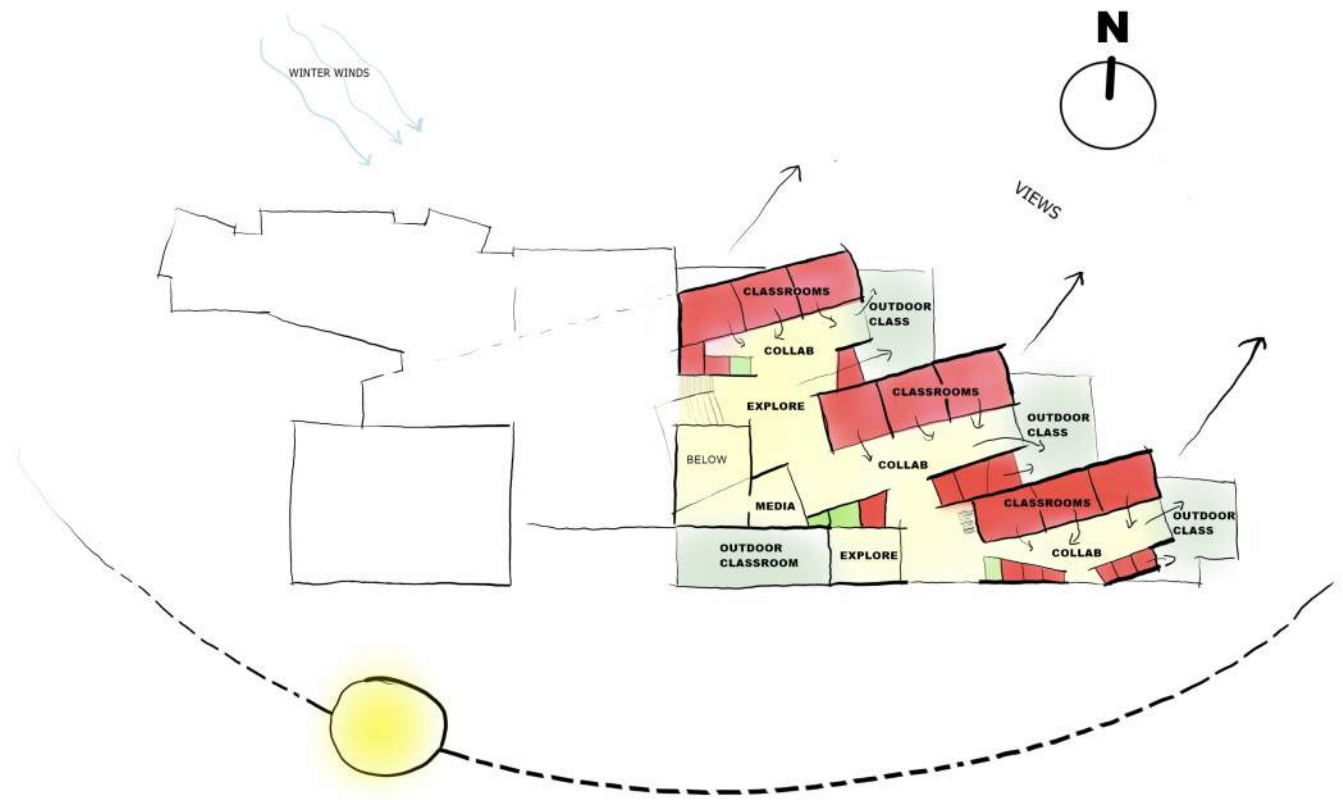 N
WINTER WINDS
VIEWS
CLASSROOMS
OUTDOOR
CLASS
COLLAB
CLASSROOMS
EXPLORE
OUTDOOR
CLASS
BELOW
COLLAB
MEDIA
CLASSROOMS
OUTDOOR
CLASS
OUTDOOR
CLASSROOM
EXPLORE
COLLAB